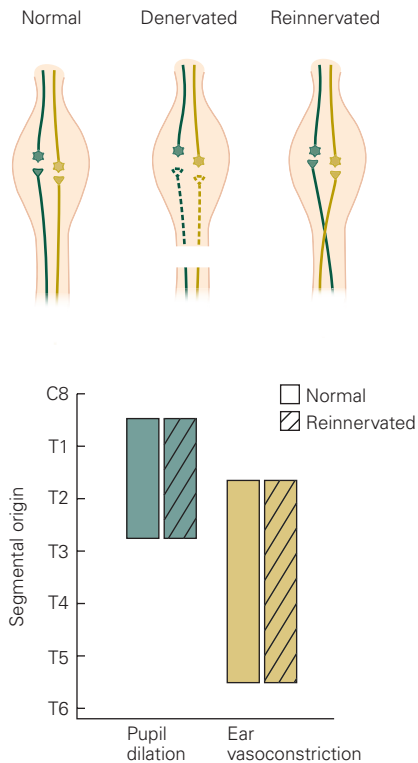 Normal
Denervated
Reinnervated
C8
T1
T2
T3
T4
T5
T6
Segmental origin
Normal
Reinnervated
Pupil
dilation
Ear
vasoconstriction